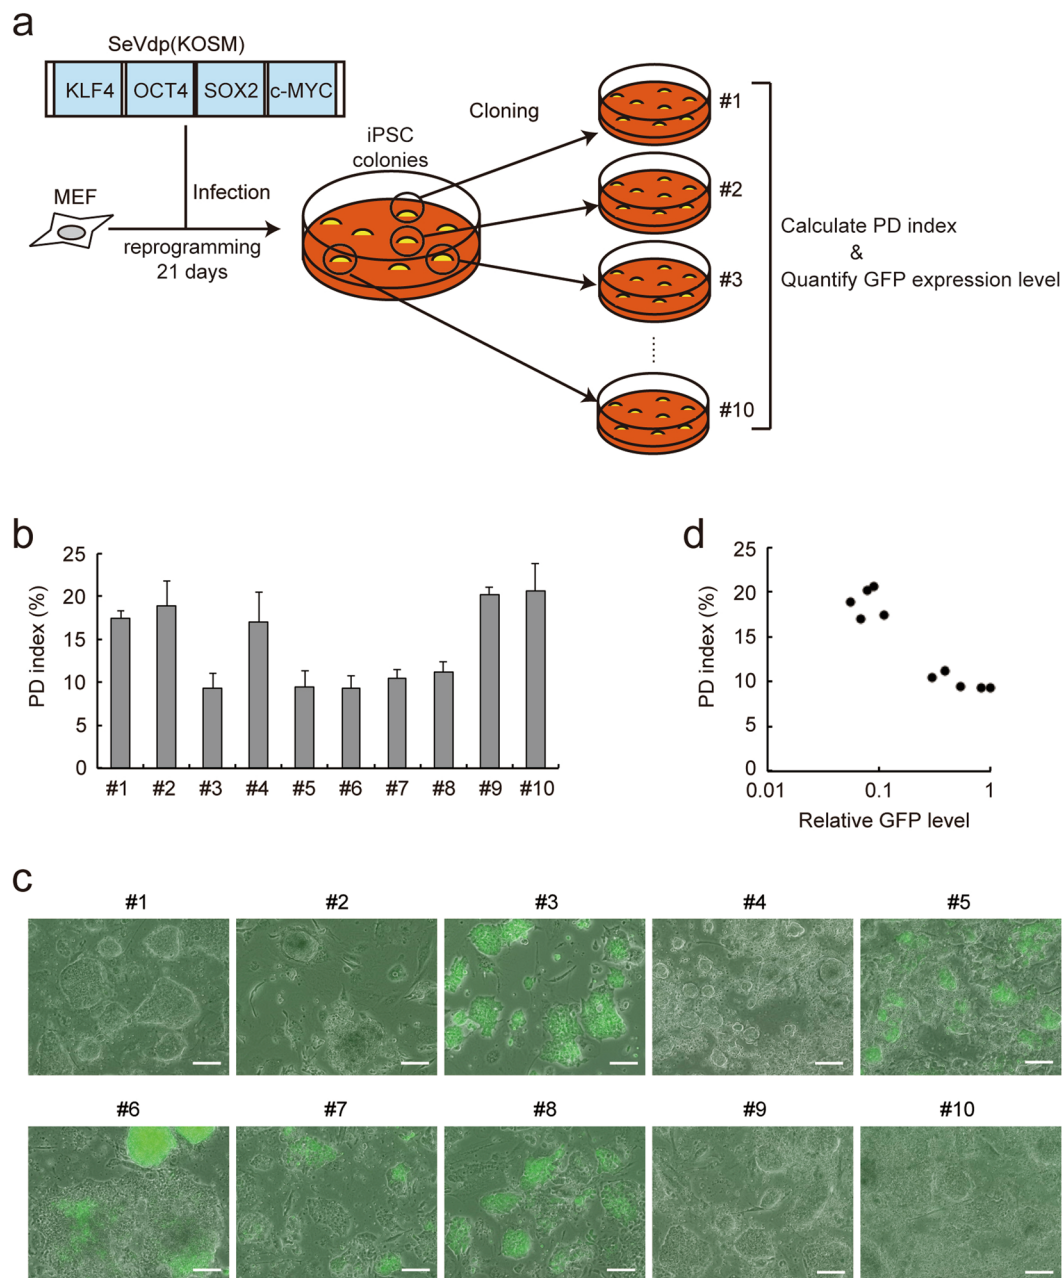 a
SeVdp(KOSM)
KLF4 OCT4 SOX2 c-MYC
MEF
Infection
reprogramming
21 days
iPSC
colonies
Cloning
#1
#2
#3
#10
Calculate PD index
&
Quantify GFP expression level
b
PD index (%)
25
20
15
10
5
0
#1 #2 #3 #4 #5 #6 #7 #8 #9 #10
d
PD index (%)
25
20
15
10
5
0
0.01 0.1 1
Relative GFP level
c
#1 #2 #3 #4 #5
#6 #7 #8 #9 #10